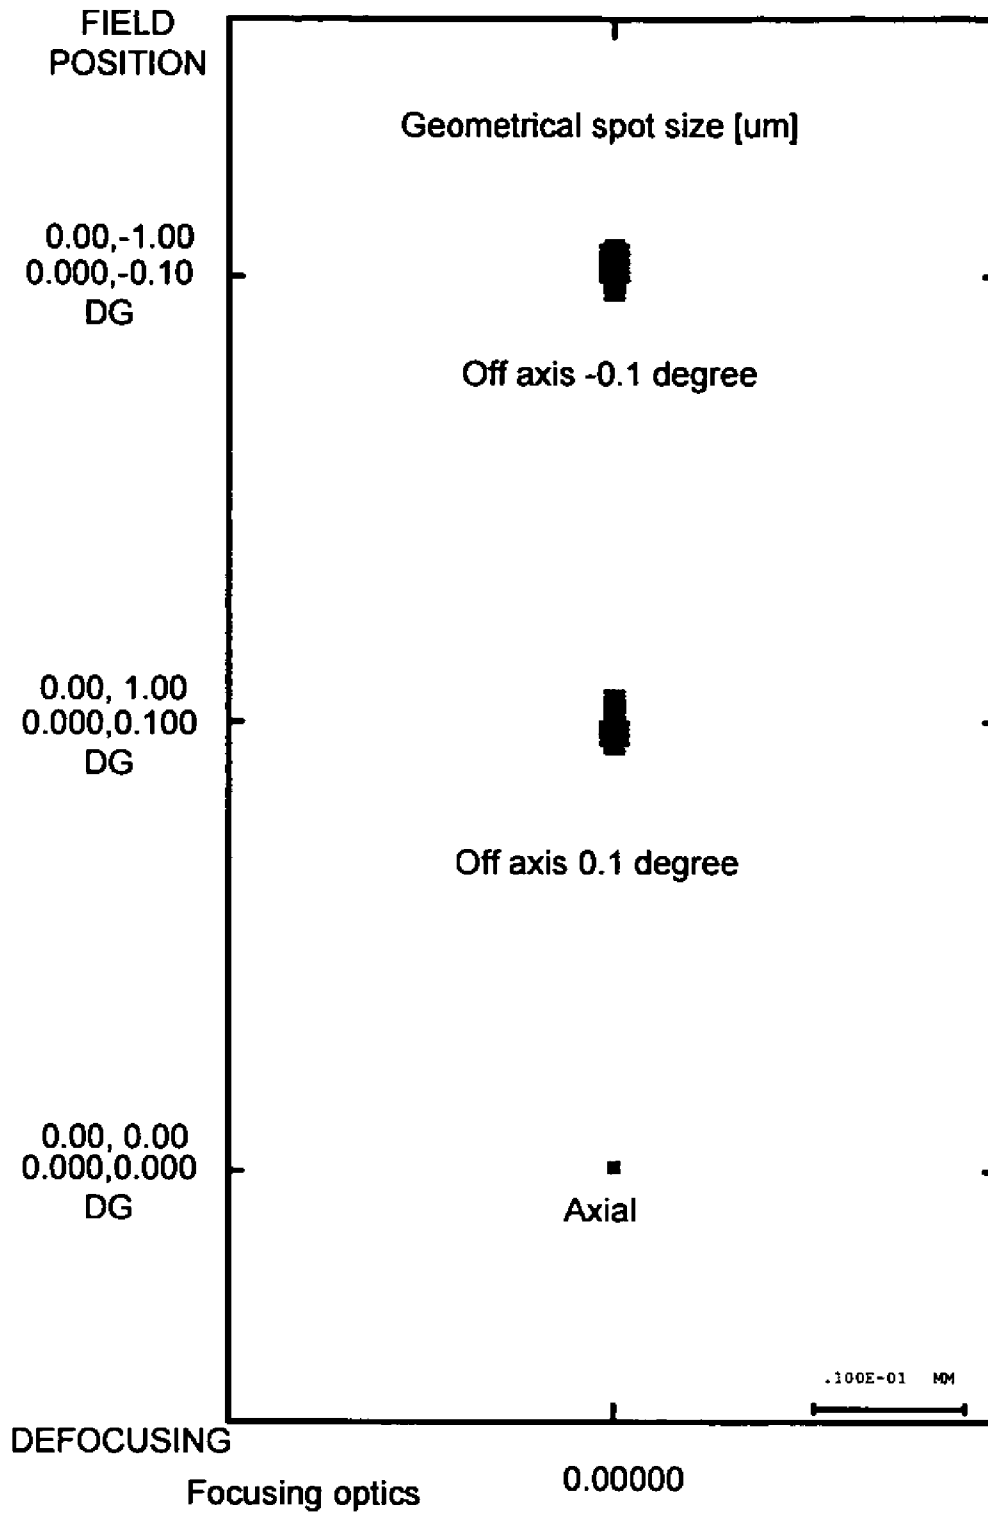 FIELD
POSITION
Geometrical spot size [um]
0.00,-1.00
0.000,-0.10
DG
Off axis -0.1 degree
0.00, 1.00
0.000,0.100
DG
Off axis 0.1 degree
0.00, 0.00
0.000,0.000
DG
Axial
.100E-01 MM
DEFOCUSING
0.00000
Focusing optics